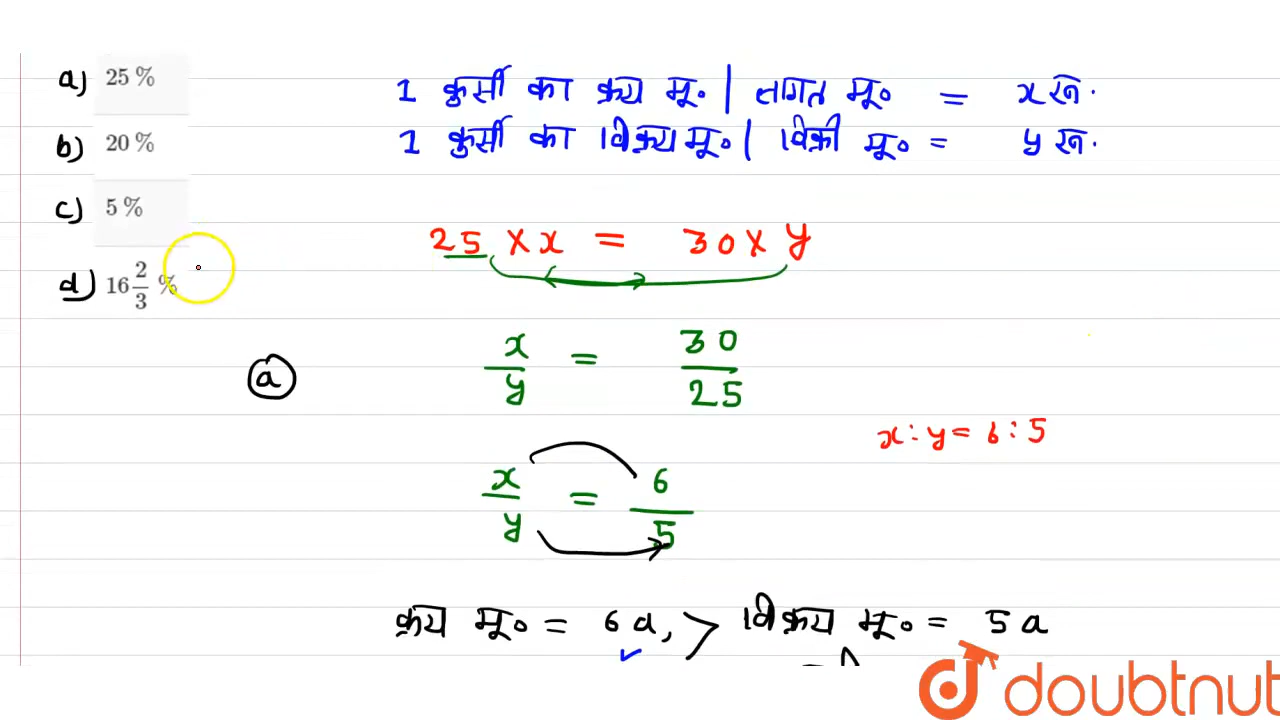 a) 25 %
b) 20 %
c) 5 %
d) 16 2/3 %
1 कुर्सी का क्रय मू० | लागत मू० = x रू.
1 कुर्सी का विक्रय मू० | विक्री मू० = y रू.
25 × x = 30 × y
x/y = 30/25
a
x : y = 6 : 5
x/y = 6/5
क्रय मू० = 6a, > विक्रय मू० = 5a
doubtnut